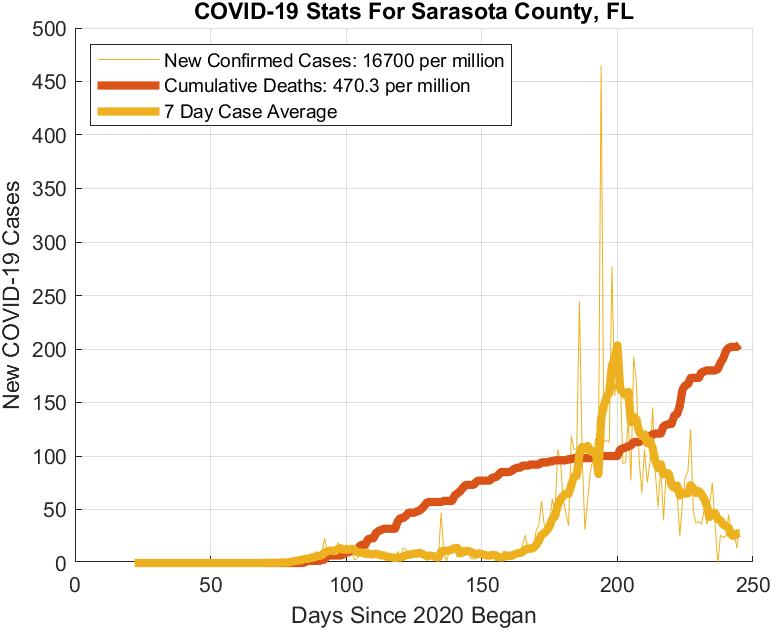 COVID-19 Stats For Sarasota County, FL
New Confirmed Cases: 16700 per million
Cumulative Deaths: 470.3 per million
7 Day Case Average
New COVID-19 Cases
500
450
400
350
300
250
200
150
100
50
0
0 50 100 150 200 250
Days Since 2020 Began